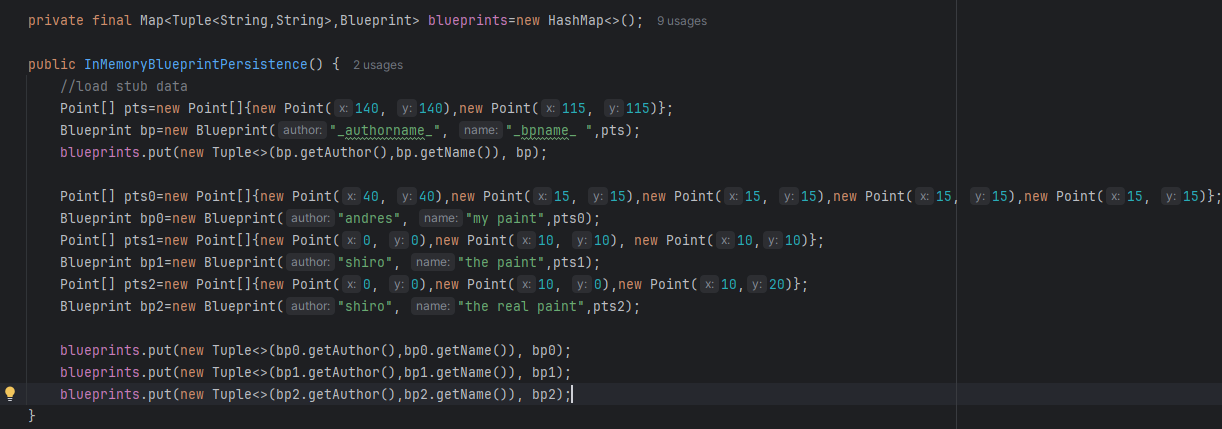 private final Map<Tuple<String,String>,Blueprint> blueprints=new HashMap<>(); 9 usages
public InMemoryBlueprintPersistence() { 2 usages
//load stub data
Point[] pts=new Point[]{new Point( x: 140, y: 140),new Point( x: 115, y: 115)};
Blueprint bp=new Blueprint( author: "_authorname_", name: "_bpname_ ",pts);
blueprints.put(new Tuple<>(bp.getAuthor(),bp.getName()), bp);
Point[] pts0=new Point[]{new Point( x: 40, y: 40),new Point( x: 15, y: 15),new Point( x: 15, y: 15),new Point( x: 15, y: 15),new Point( x: 15, y: 15)};
Blueprint bp0=new Blueprint( author: "andres", name: "my paint",pts0);
Point[] pts1=new Point[]{new Point( x: 0, y: 0),new Point( x: 10, y: 10), new Point( x: 10, y: 10)};
Blueprint bp1=new Blueprint( author: "shiro", name: "the paint",pts1);
Point[] pts2=new Point[]{new Point( x: 0, y: 0),new Point( x: 10, y: 0),new Point( x: 10, y: 20)};
Blueprint bp2=new Blueprint( author: "shiro", name: "the real paint",pts2);
blueprints.put(new Tuple<>(bp0.getAuthor(),bp0.getName()), bp0);
blueprints.put(new Tuple<>(bp1.getAuthor(),bp1.getName()), bp1);
blueprints.put(new Tuple<>(bp2.getAuthor(),bp2.getName()), bp2);
}